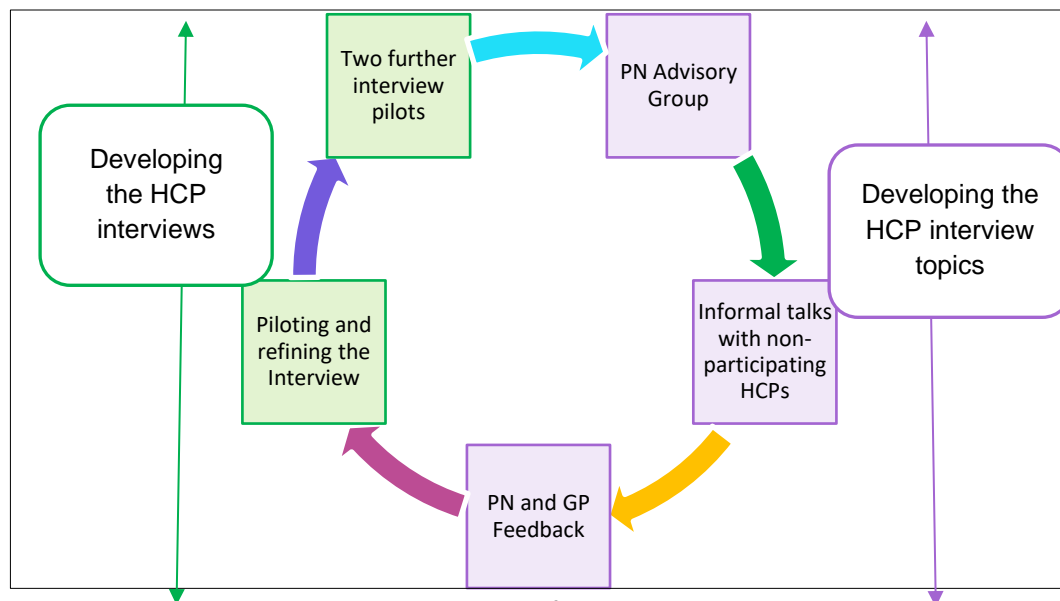 Two further
interview
pilots
PN Advisory
Group
Developing
the HCP
interviews
Developing the
HCP interview
topics
Piloting and
refining the
Interview
Informal talks
with non-
participating
HCPs
PN and GP
Feedback